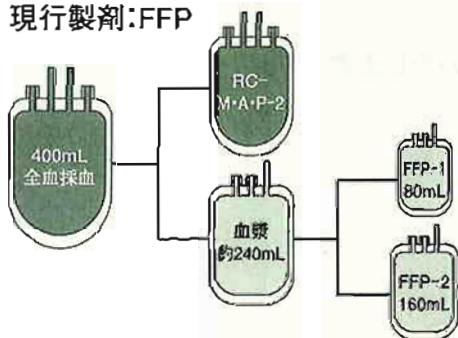 現行製剤:FFP
RC-
M・A・P-2
400mL
全血採血
血漿
約240mL
FFP-1
80mL
FFP-2
160mL